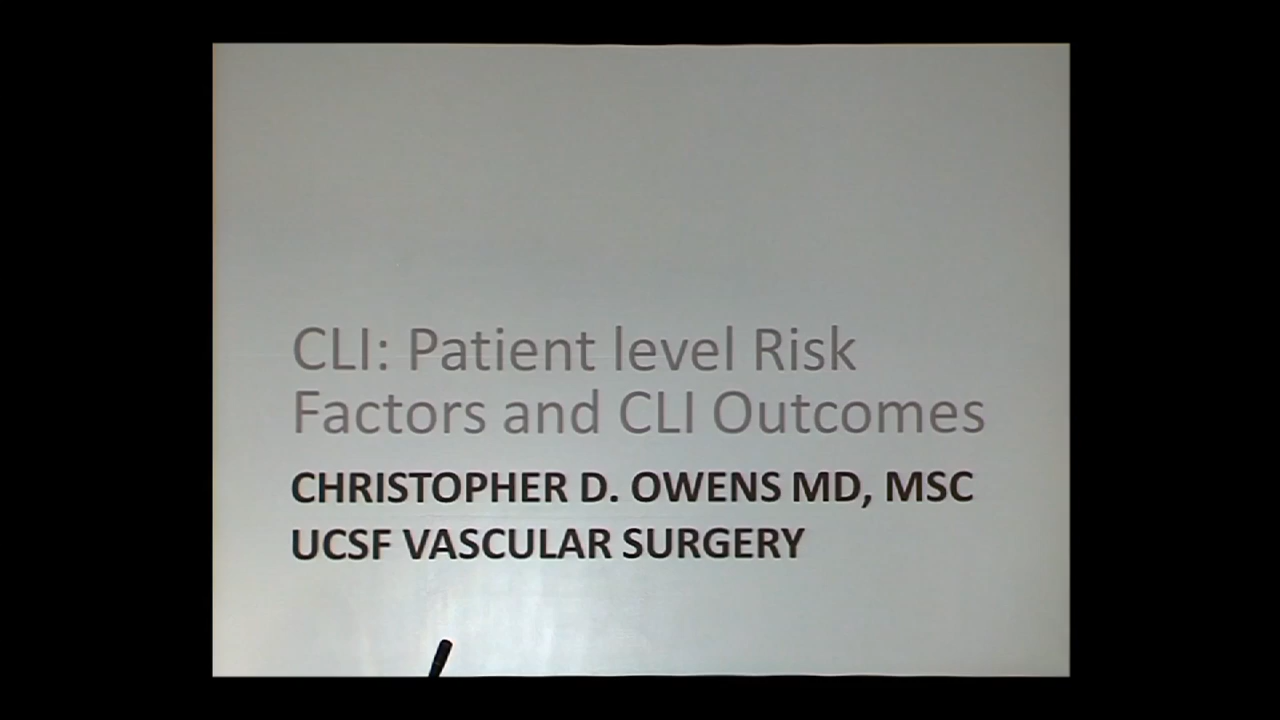 CLI: Patient level Risk
Factors and CLI Outcomes
CHRISTOPHER D. OWENS MD, MSC
UCSF VASCULAR SURGERY